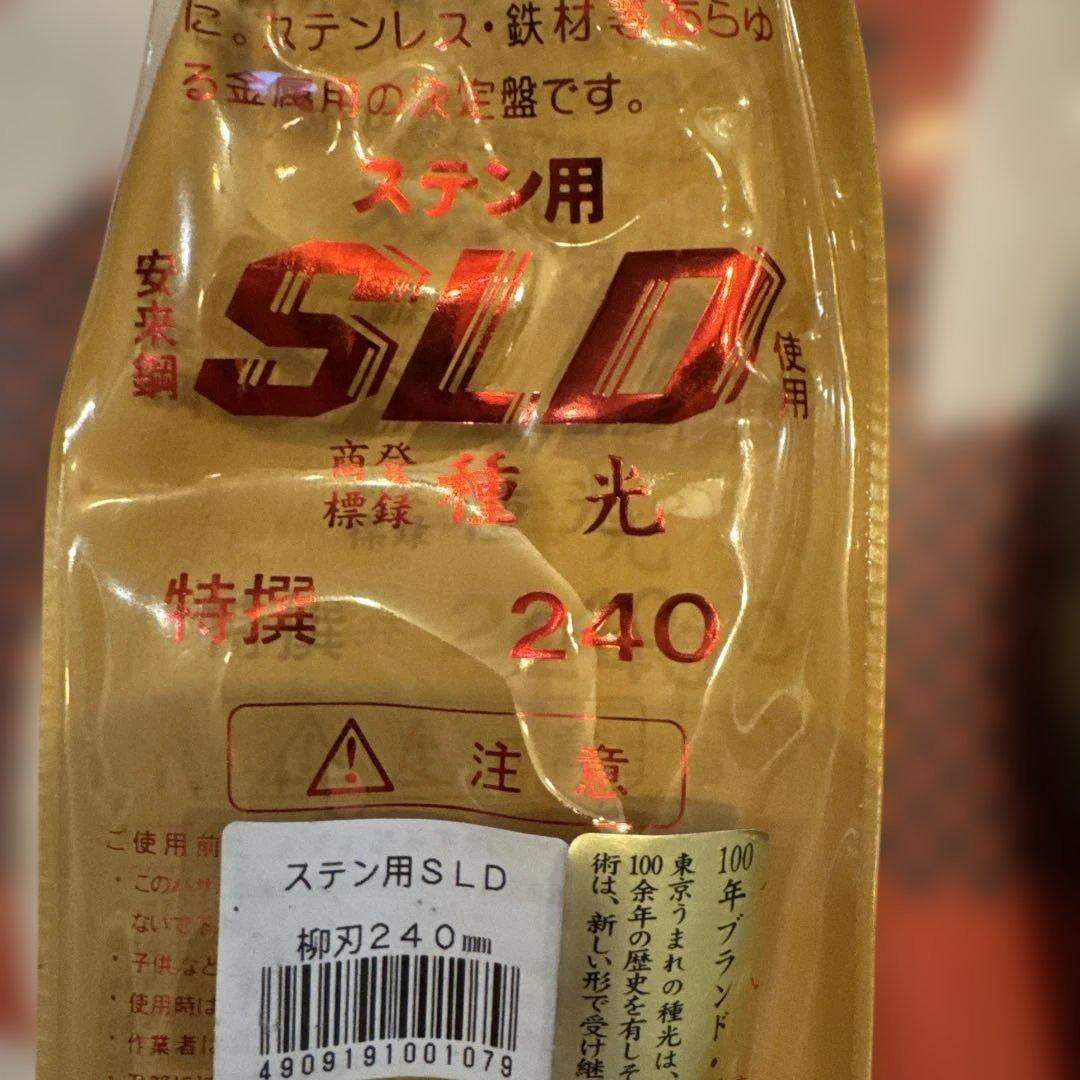 に。ステンレス・鉄材等あらゆ
る金属用の決定盤です。
ステン用
安来鋼
SLD
使用
商標
登録
種光
特撰 240
注意
ご使用前
・このハサ
ないで下
・子供など
・使用時は
・作業者は
ステン用SLD
柳刃240mm
4909191001079
100年ブランド・
東京うまれの種光は、
100余年の歴史を有しそ
術は、新しい形で受け継